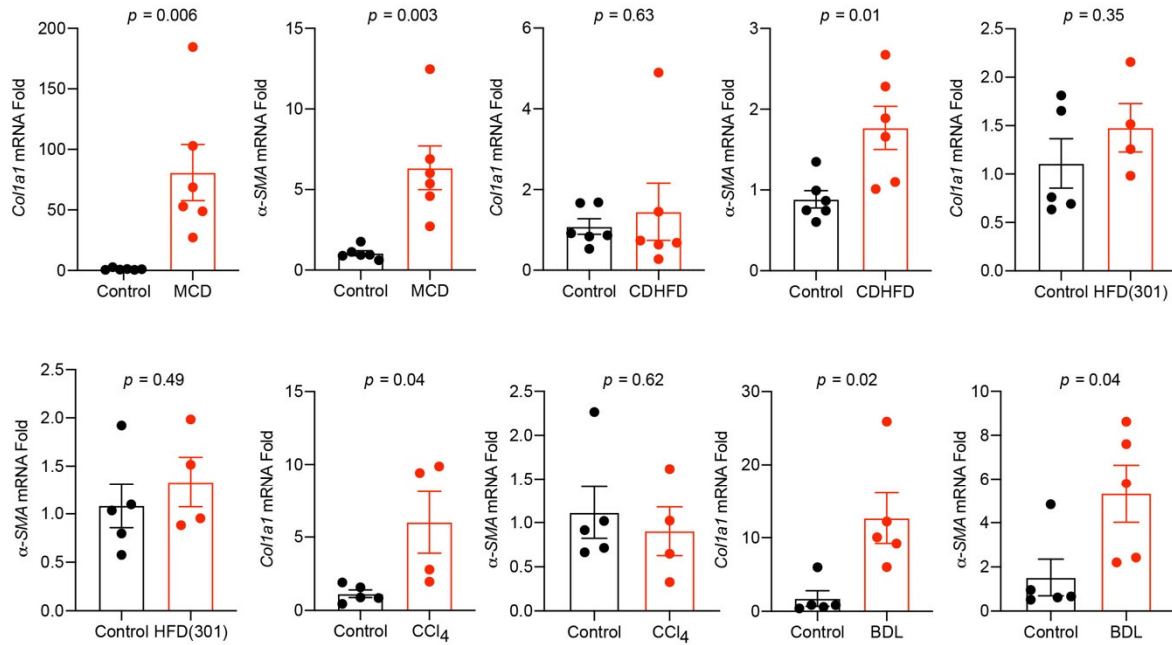 p = 0.006
Col1a1 mRNA Fold
200
150
100
50
0
Control MCD
p = 0.003
α-SMA mRNA Fold
15
10
5
0
Control MCD
p = 0.63
Col1a1 mRNA Fold
6
4
2
0
Control CDHFD
p = 0.01
α-SMA mRNA Fold
3
2
1
0
Control CDHFD
p = 0.35
Col1a1 mRNA Fold
2.5
2.0
1.5
1.0
0.5
0.0
Control HFD(301)
p = 0.49
α-SMA mRNA Fold
2.5
2.0
1.5
1.0
0.5
0.0
Control HFD(301)
p = 0.04
Col1a1 mRNA Fold
15
10
5
0
Control CCl4
p = 0.62
α-SMA mRNA Fold
2.5
2.0
1.5
1.0
0.5
0.0
Control CCl4
p = 0.02
Col1a1 mRNA Fold
30
20
10
0
Control BDL
p = 0.04
α-SMA mRNA Fold
10
8
6
4
2
0
Control BDL